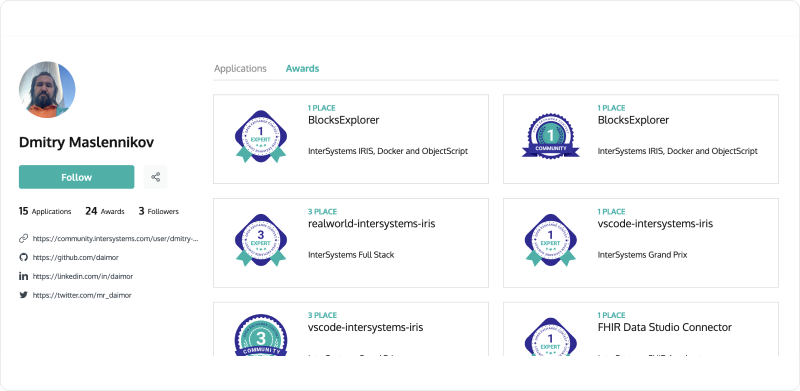 Applications
Awards
Dmitry Maslennikov
Follow
15 Applications
24 Awards
3 Followers
https://community.intersystems.com/user/dmitry-...
https://github.com/daimor
https://linkedin.com/in/daimor
https://twitter.com/mr_daimor
1
EXPERT
1 PLACE
BlocksExplorer
InterSystems IRIS, Docker and ObjectScript
1
COMMUNITY
1 PLACE
BlocksExplorer
InterSystems IRIS, Docker and ObjectScript
3
EXPERT
3 PLACE
realworld-intersystems-iris
InterSystems Full Stack
1
EXPERT
1 PLACE
vscode-intersystems-iris
InterSystems Grand Prix
3
COMMUNITY
3 PLACE
vscode-intersystems-iris
1
EXPERT
1 PLACE
FHIR Data Studio Connector